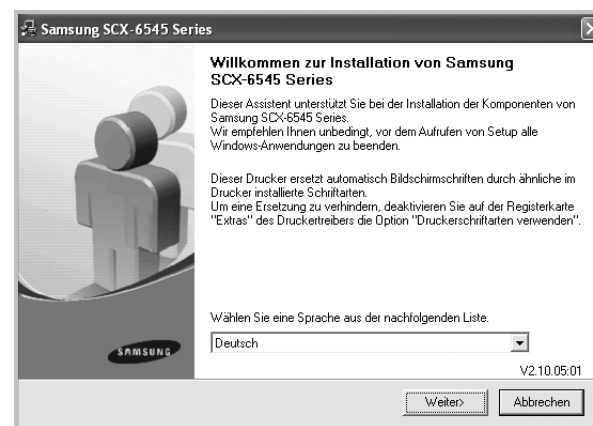 Samsung SCX-6545 Series
Willkommen zur Installation von Samsung
SCX-6545 Series
Dieser Assistent unterstützt Sie bei der Installation der Komponenten von
Samsung SCX-6545 Series.
Wir empfehlen Ihnen unbedingt, vor dem Aufrufen von Setup alle
Windows-Anwendungen zu beenden.
Dieser Drucker ersetzt automatisch Bildschirmschriften durch ähnliche im
Drucker installierte Schriftarten.
Um eine Ersetzung zu verhindern, deaktivieren Sie auf der Registerkarte
"Extras" des Druckertreibers die Option "Druckerschriftarten verwenden".
Wählen Sie eine Sprache aus der nachfolgenden Liste.
Deutsch
SAMSUNG
V2.10.05:01
Weiter>
Abbrechen